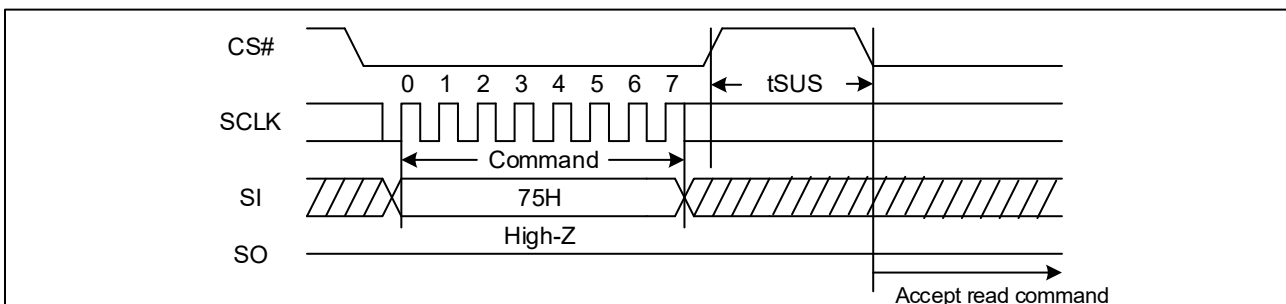 CS#
tSUS
0 1 2 3 4 5 6 7
SCLK
Command
SI
75H
High-Z
SO
Accept read command